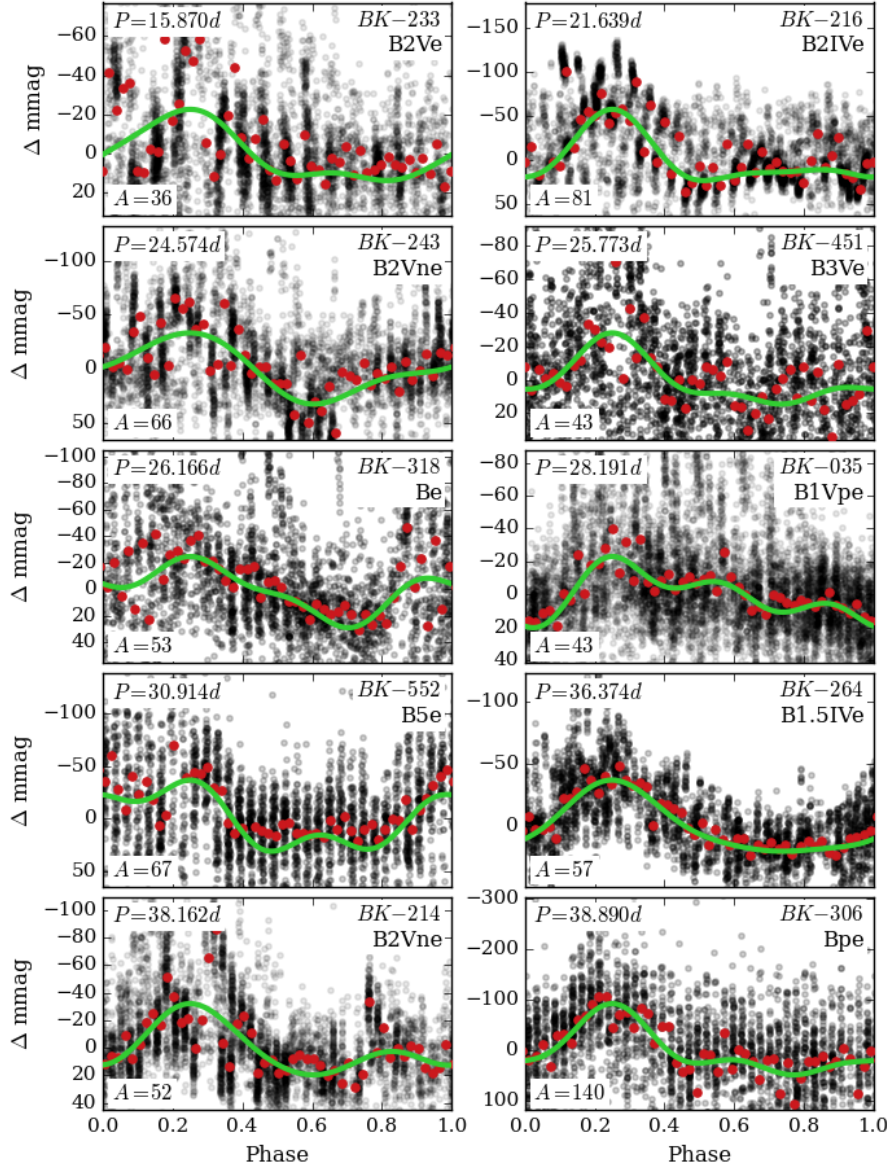 P=15.870d BK−233
B2Ve
−60
−40
−20
0
20
Δ mmag
A=36
P=21.639d BK−216
B2IVe
−150
−100
−50
0
50
A=81
P=24.574d BK−243
B2Vne
−100
−50
0
50
Δ mmag
A=66
P=25.773d BK−451
B3Ve
−80
−60
−40
−20
0
20
A=43
P=26.166d BK−318
Be
−100
−80
−60
−40
−20
0
20
40
Δ mmag
A=53
P=28.191d BK−035
B1Vpe
−80
−60
−40
−20
0
20
40
A=43
P=30.914d BK−552
B5e
−100
−50
0
50
Δ mmag
A=67
P=36.374d BK−264
B1.5IVe
−100
−50
0
A=57
P=38.162d BK−214
B2Vne
−100
−80
−60
−40
−20
0
20
40
Δ mmag
A=52
0.0 0.2 0.4 0.6 0.8 1.0
Phase
P=38.890d BK−306
Bpe
−300
−200
−100
0
100
A=140
0.0 0.2 0.4 0.6 0.8 1.0
Phase